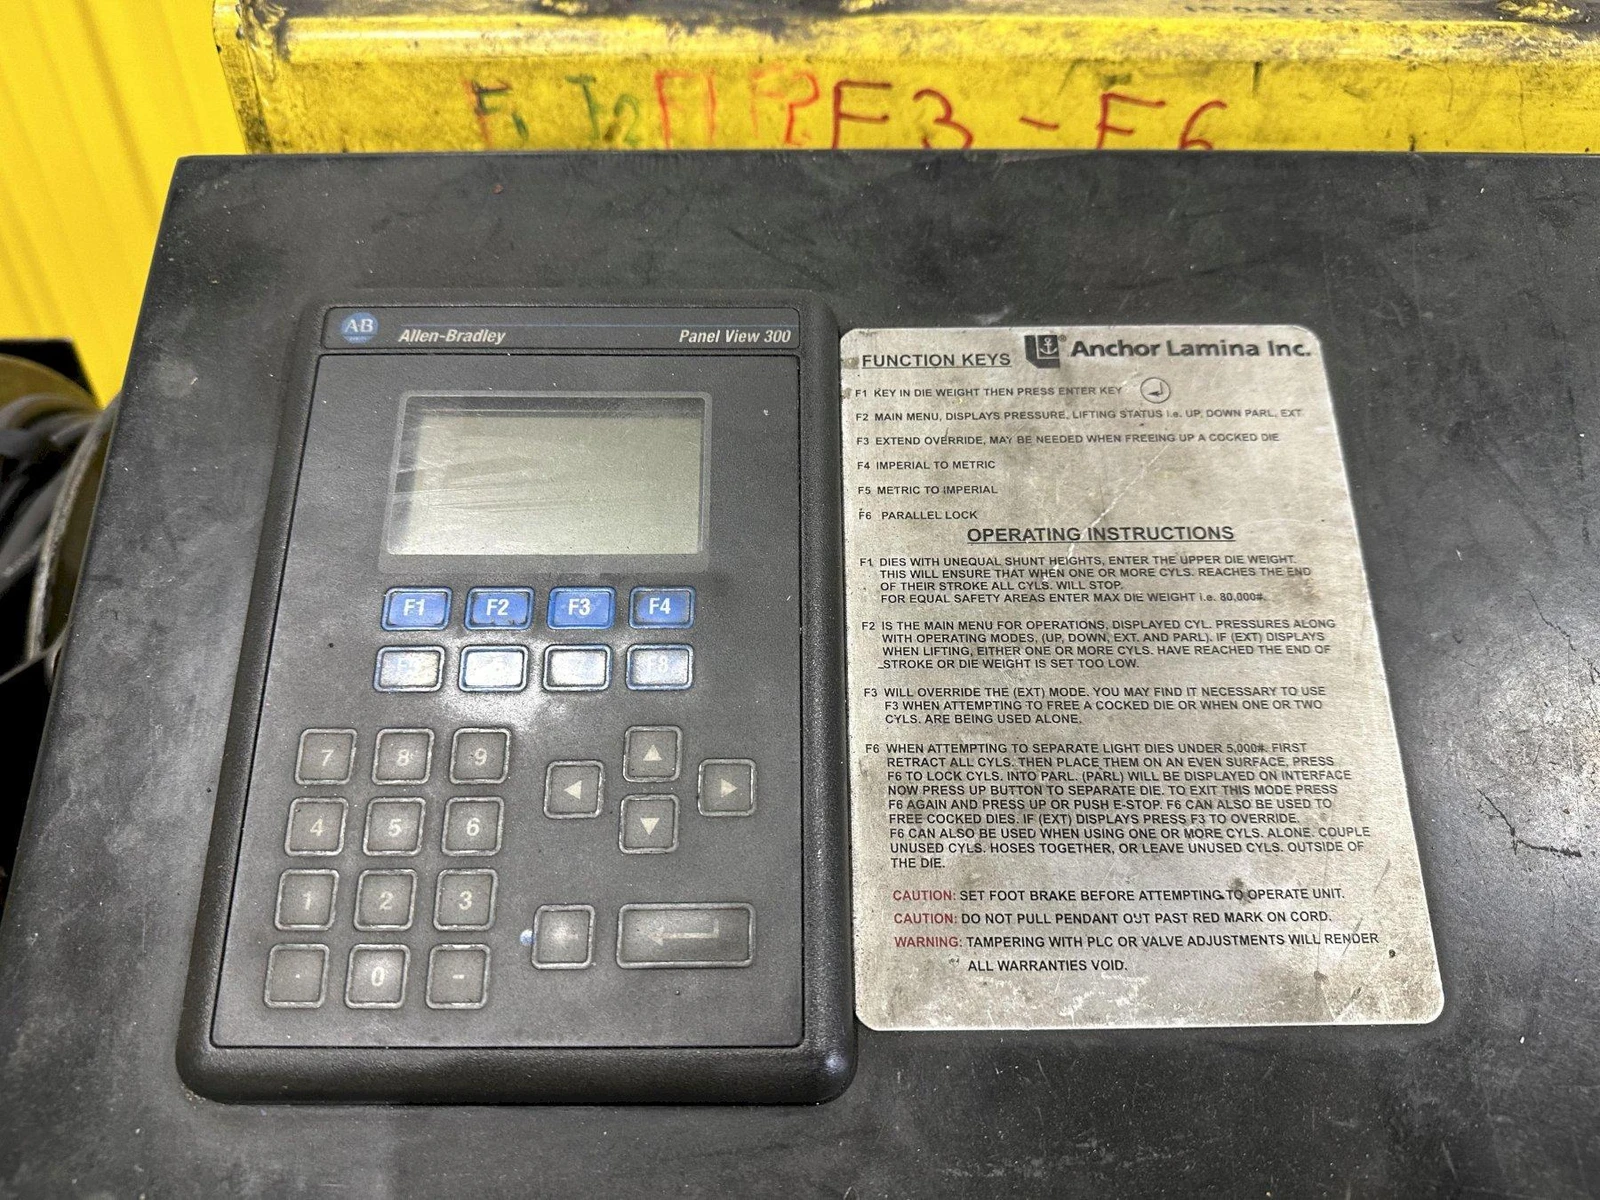 F1 T2 F1 F2 F3 - F6
AB Allen-Bradley Panel View 300
F1 F2 F3 F4
F8
7 8 9
4 5 6
1 2 3
. 0 -
FUNCTION KEYS Anchor Lamina Inc.
F1 KEY IN DIE WEIGHT THEN PRESS ENTER KEY
F2 MAIN MENU, DISPLAYS PRESSURE, LIFTING STATUS i.e. UP, DOWN PARL, EXT
F3 EXTEND OVERRIDE, MAY BE NEEDED WHEN FREEING UP A COCKED DIE
F4 IMPERIAL TO METRIC
F5 METRIC TO IMPERIAL
F6 PARALLEL LOCK
OPERATING INSTRUCTIONS
F1 DIES WITH UNEQUAL SHUNT HEIGHTS, ENTER THE UPPER DIE WEIGHT.
THIS WILL ENSURE THAT WHEN ONE OR MORE CYLS. REACHES THE END
OF THEIR STROKE ALL CYLS. WILL STOP.
FOR EQUAL SAFETY AREAS ENTER MAX DIE WEIGHT i.e. 80,000#.
F2 IS THE MAIN MENU FOR OPERATIONS, DISPLAYED CYL. PRESSURES ALONG
WITH OPERATING MODES, (UP, DOWN, EXT. AND PARL). IF (EXT) DISPLAYS
WHEN LIFTING, EITHER ONE OR MORE CYLS. HAVE REACHED THE END OF
STROKE OR DIE WEIGHT IS SET TOO LOW.
F3 WILL OVERRIDE THE (EXT) MODE. YOU MAY FIND IT NECESSARY TO USE
F3 WHEN ATTEMPTING TO FREE A COCKED DIE OR WHEN ONE OR TWO
CYLS. ARE BEING USED ALONE.
F6 WHEN ATTEMPTING TO SEPARATE LIGHT DIES UNDER 5,000#. FIRST
RETRACT ALL CYLS. THEN PLACE THEM ON AN EVEN SURFACE, PRESS
F6 TO LOCK CYLS. INTO PARL. (PARL) WILL BE DISPLAYED ON INTERFACE
NOW PRESS UP BUTTON TO SEPARATE DIE. TO EXIT THIS MODE PRESS
F6 AGAIN AND PRESS UP OR PUSH E-STOP. F6 CAN ALSO BE USED TO
FREE COCKED DIES. IF (EXT) DISPLAYS PRESS F3 TO OVERRIDE.
F6 CAN ALSO BE USED WHEN USING ONE OR MORE CYLS. ALONE. COUPLE
UNUSED CYLS. HOSES TOGETHER, OR LEAVE UNUSED CYLS. OUTSIDE OF
THE DIE.
CAUTION: SET FOOT BRAKE BEFORE ATTEMPTING TO OPERATE UNIT.
CAUTION: DO NOT PULL PENDANT OUT PAST RED MARK ON CORD.
WARNING: TAMPERING WITH PLC OR VALVE ADJUSTMENTS WILL RENDER
ALL WARRANTIES VOID.